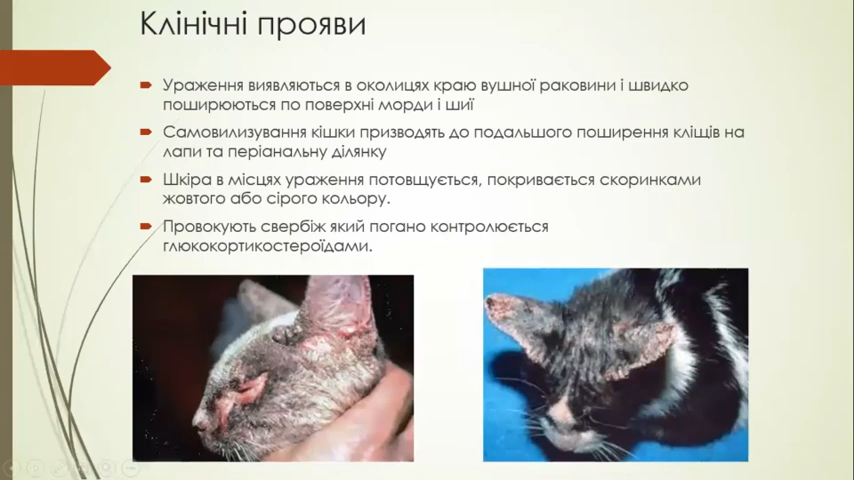 Клінічні прояви
Ураження виявляються в околицях краю вушної раковини і швидко
поширюються по поверхні морди і шиї
Самовилизування кішки призводять до подальшого поширення кліщів на
лапи та періанальну ділянку
Шкіра в місцях ураження потовщується, покривається скоринками
жовтого або сірого кольору.
Провокують свербіж який погано контролюється
глюкокортикостероїдами.